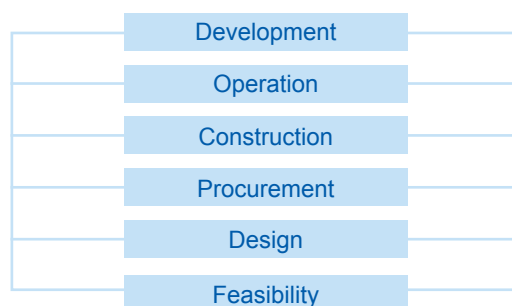 Development
Operation
Construction
Procurement
Design
Feasibility